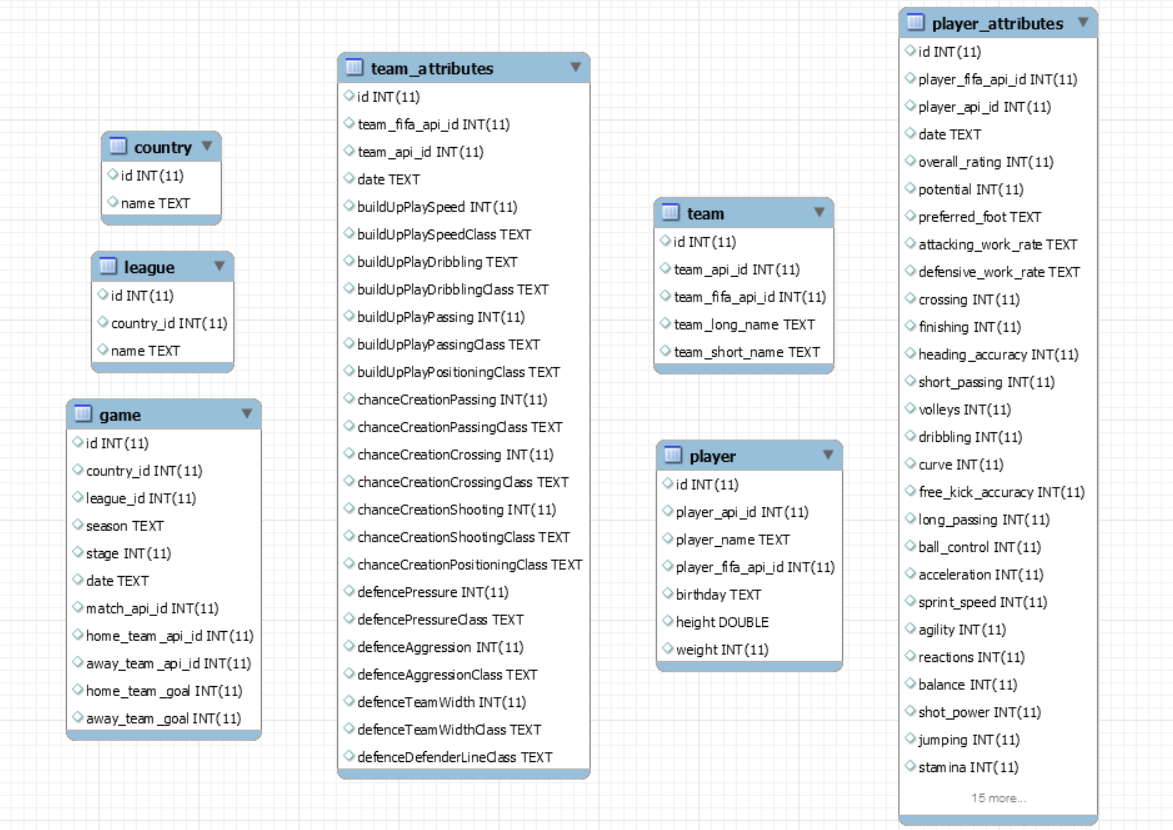 country
id INT(11)
name TEXT
league
id INT(11)
country_id INT(11)
name TEXT
game
id INT(11)
country_id INT(11)
league_id INT(11)
season TEXT
stage INT(11)
date TEXT
match_api_id INT(11)
home_team_api_id INT(11)
away_team_api_id INT(11)
home_team_goal INT(11)
away_team_goal INT(11)
team_attributes
id INT(11)
team_fifa_api_id INT(11)
team_api_id INT(11)
date TEXT
buildUpPlaySpeed INT(11)
buildUpPlaySpeedClass TEXT
buildUpPlayDribbling TEXT
buildUpPlayDribblingClass TEXT
buildUpPlayPassing INT(11)
buildUpPlayPassingClass TEXT
buildUpPlayPositioningClass TEXT
chanceCreationPassing INT(11)
chanceCreationPassingClass TEXT
chanceCreationCrossing INT(11)
chanceCreationCrossingClass TEXT
chanceCreationShooting INT(11)
chanceCreationShootingClass TEXT
chanceCreationPositioningClass TEXT
defencePressure INT(11)
defencePressureClass TEXT
defenceAggression INT(11)
defenceAggressionClass TEXT
defenceTeamWidth INT(11)
defenceTeamWidthClass TEXT
defenceDefenderLineClass TEXT
team
id INT(11)
team_api_id INT(11)
team_fifa_api_id INT(11)
team_long_name TEXT
team_short_name TEXT
player
id INT(11)
player_api_id INT(11)
player_name TEXT
player_fifa_api_id INT(11)
birthday TEXT
height DOUBLE
weight INT(11)
player_attributes
id INT(11)
player_fifa_api_id INT(11)
player_api_id INT(11)
date TEXT
overall_rating INT(11)
potential INT(11)
preferred_foot TEXT
attacking_work_rate TEXT
defensive_work_rate TEXT
crossing INT(11)
finishing INT(11)
heading_accuracy INT(11)
short_passing INT(11)
volleys INT(11)
dribbling INT(11)
curve INT(11)
free_kick_accuracy INT(11)
long_passing INT(11)
ball_control INT(11)
acceleration INT(11)
sprint_speed INT(11)
agility INT(11)
reactions INT(11)
balance INT(11)
shot_power INT(11)
jumping INT(11)
stamina INT(11)
15 more...